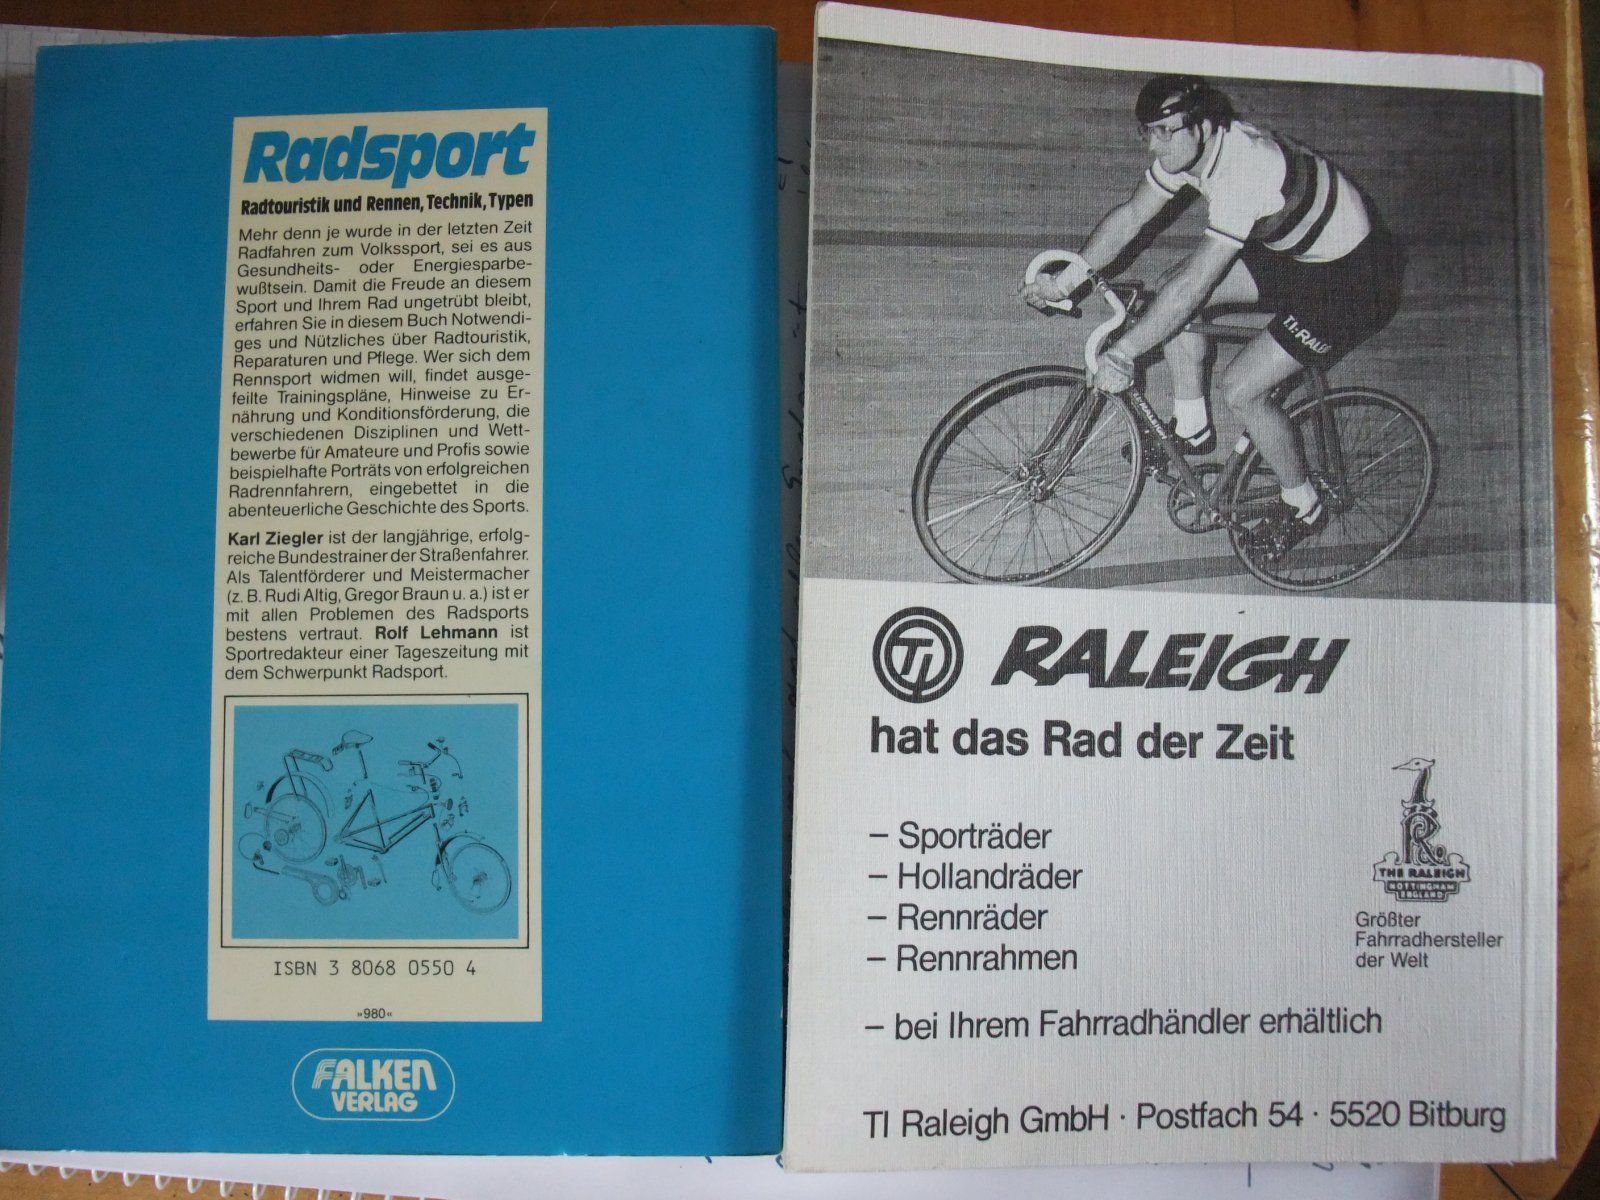 Radsport
Radtouristik und Rennen, Technik, Typen
Mehr denn je wurde in der letzten Zeit
Radfahren zum Volkssport, sei es aus
Gesundheits- oder Energiesparbe-
wußtsein. Damit die Freude an diesem
Sport und Ihrem Rad ungetrübt bleibt,
erfahren Sie in diesem Buch Notwendi-
ges und Nützliches über Radtouristik,
Reparaturen und Pflege. Wer sich dem
Rennsport widmen will, findet ausge-
feilte Trainingspläne, Hinweise zu Er-
nährung und Konditionsförderung, die
verschiedenen Disziplinen und Wett-
bewerbe für Amateure und Profis sowie
beispielhafte Porträts von erfolgreichen
Radrennfahrern, eingebettet in die
abenteuerliche Geschichte des Sports.
Karl Ziegler ist der langjährige, erfolg-
reiche Bundestrainer der Straßenfahrer.
Als Talentförderer und Meistermacher
(z. B. Rudi Altig, Gregor Braun u. a.) ist er
mit allen Problemen des Radsports
bestens vertraut. Rolf Lehmann ist
Sportredakteur einer Tageszeitung mit
dem Schwerpunkt Radsport.
ISBN 3 8068 0550 4
»980«
FALKEN
VERLAG
T.I.-RALEIG
TI RALEIGH
hat das Rad der Zeit
– Sporträder
– Hollandräder
– Rennräder
– Rennrahmen
– bei Ihrem Fahrradhändler erhältlich
R
THE RALEIGH
NOTTINGHAM
ENGLAND
Größter
Fahrradhersteller
der Welt
TI Raleigh GmbH · Postfach 54 · 5520 Bitburg